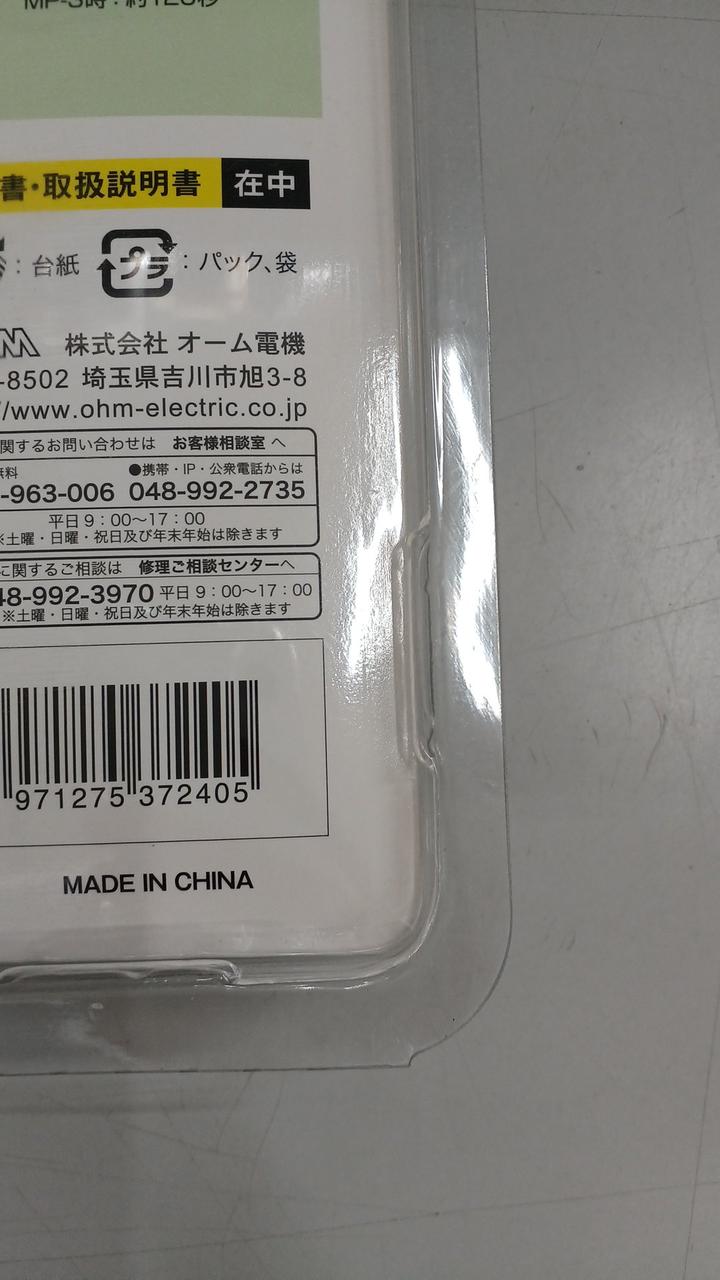 書・取扱説明書 在中
: 台紙 プラ : パック、袋
株式会社 オーム電機
-8502 埼玉県吉川市旭3-8
/www.ohm-electric.co.jp
関するお問い合わせは お客様相談室 へ
無料 ●携帯・IP・公衆電話からは
-963-006 048-992-2735
平日 9：00〜17：00
※土曜・日曜・祝日及び年末年始は除きます
に関するご相談は 修理ご相談センターへ
48-992-3970 平日 9：00〜17：00
※土曜・日曜・祝日及び年末年始は除きます
971275 372405
MADE IN CHINA